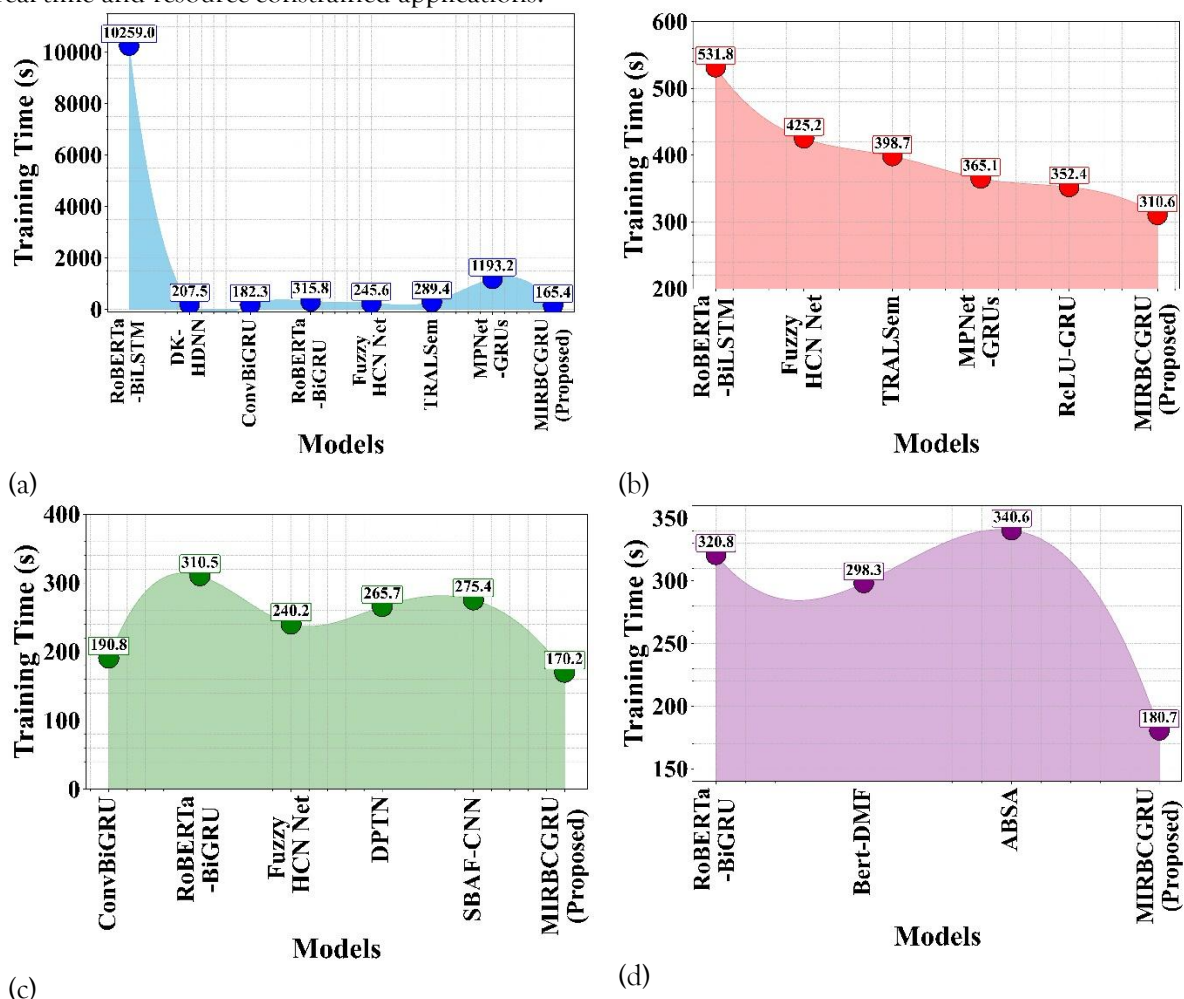 real time and resource constrained applications.
10259.0
207.5
182.3
315.8
245.6
289.4
1193.2
165.4
10000
8000
6000
4000
2000
0
Training Time (s)
RoBERTa
-BiLSTM
DK-
HDNN
ConvBiGRU
RoBERTa
-BiGRU
Fuzzy
HCN Net
TRALSem
MPNet
-GRUs
MIRBCGRU
(Proposed)
Models
(a)
600
500
400
300
200
Training Time (s)
531.8
425.2
398.7
365.1
352.4
310.6
RoBERTa
-BiLSTM
Fuzzy
HCN Net
TRALSem
MPNet
-GRUs
ReLU-GRU
MIRBCGRU
(Proposed)
Models
(b)
400
300
200
100
0
Training Time (s)
190.8
310.5
240.2
265.7
275.4
170.2
ConvBiGRU
RoBERTa
-BiGRU
Fuzzy
HCN Net
DPTN
SBAF-CNN
MIRBCGRU
(Proposed)
Models
(c)
350
300
250
200
150
Training Time (s)
320.8
298.3
340.6
180.7
RoBERTa
-BiGRU
Bert-DMF
ABSA
MIRBCGRU
(Proposed)
Models
(d)